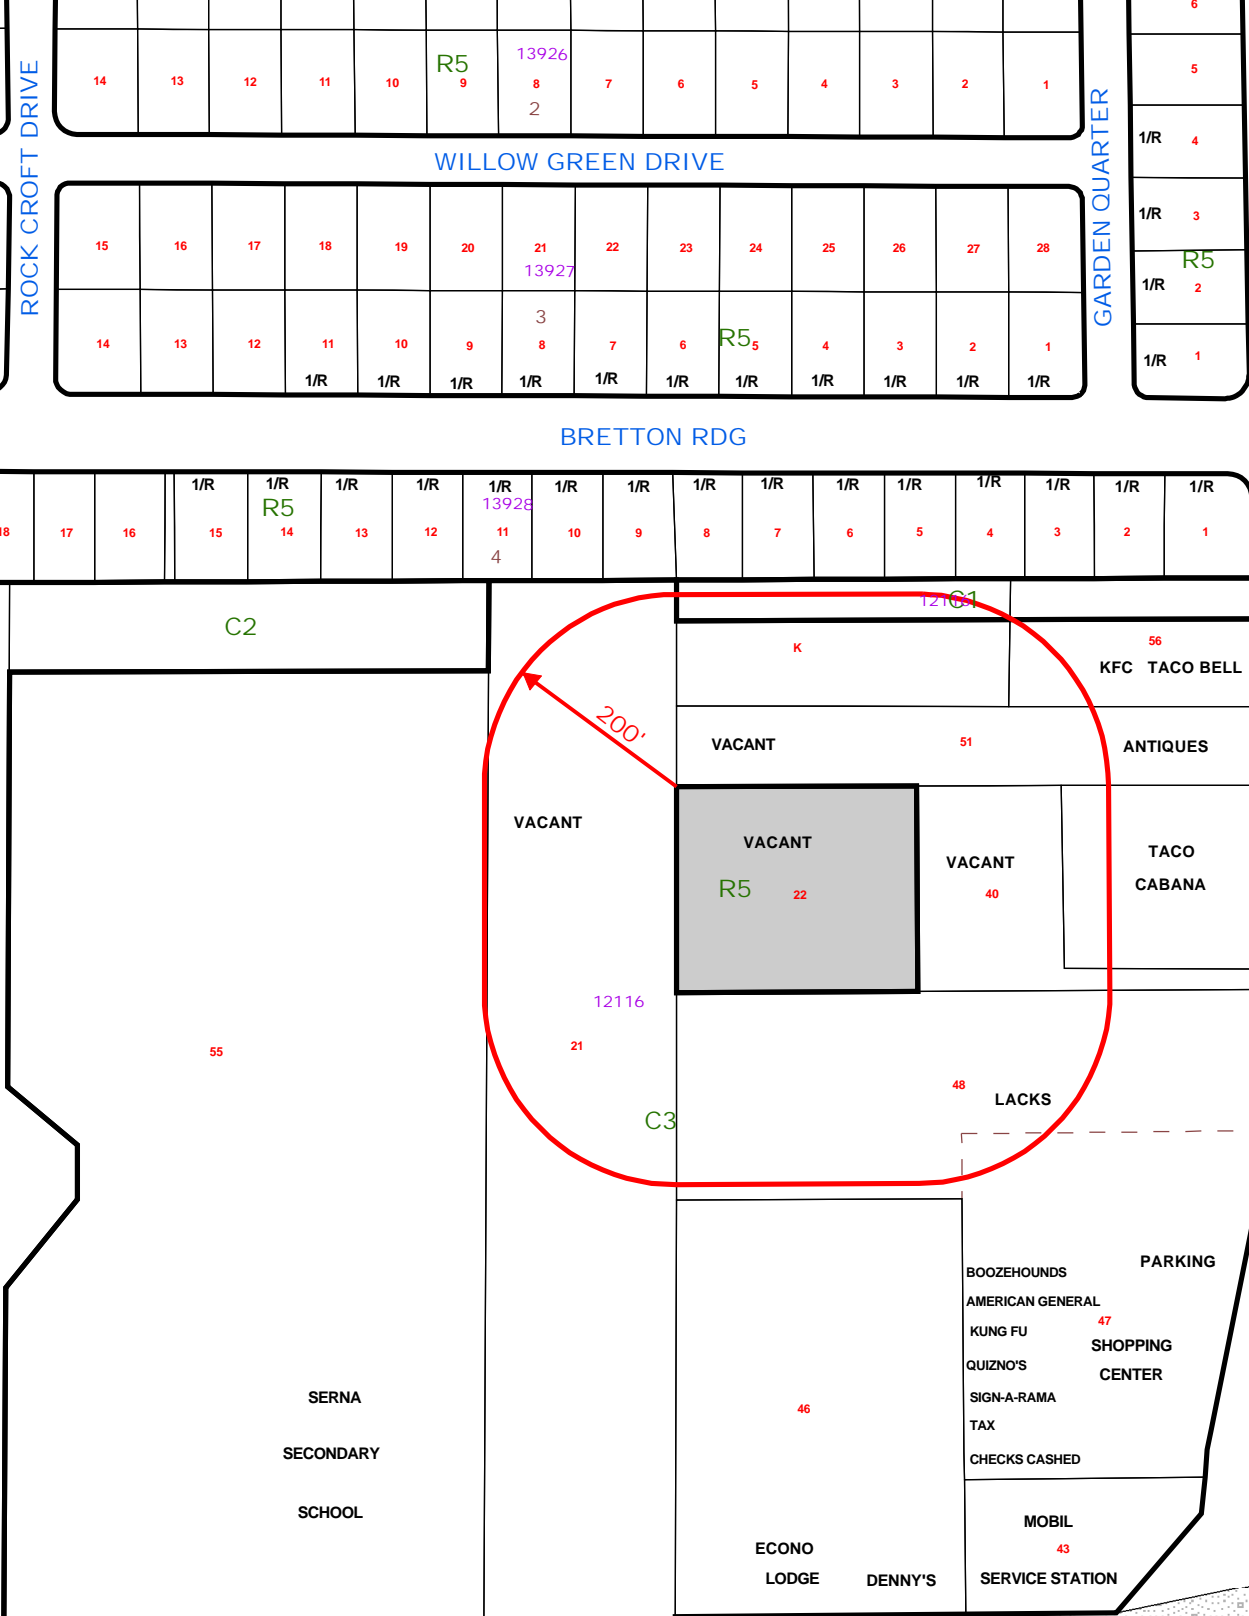 6
R5
13926
14 13 12 11 10 9 8 7 6 5 4 3 2 1
5
2
ROCK CROFT DRIVE
WILLOW GREEN DRIVE
GARDEN QUARTER
1/R 4
1/R 3
15 16 17 18 19 20 21 22 23 24 25 26 27 28
13927
R5
1/R 2
3
R5
14 13 12 11 10 9 8 7 6 5 4 3 2 1
1/R 1/R 1/R 1/R 1/R 1/R 1/R 1/R 1/R 1/R 1/R
1/R 1
BRETTON RDG
1/R 1/R 1/R 1/R 1/R 1/R 1/R 1/R 1/R 1/R 1/R 1/R 1/R 1/R 1/R
R5
13928
18 17 16 15 14 13 12 11 10 9 8 7 6 5 4 3 2 1
4
12116
C1
C2
K
56
KFC TACO BELL
200'
VACANT
51
ANTIQUES
VACANT
VACANT
R5
22
VACANT
40
TACO
CABANA
12116
21
55
48
LACKS
C3
PARKING
BOOZEHOUNDS
AMERICAN GENERAL
47
KUNG FU
SHOPPING
CENTER
QUIZNO'S
SIGN-A-RAMA
TAX
CHECKS CASHED
SERNA
SECONDARY
SCHOOL
46
ECONO
LODGE
DENNY'S
MOBIL
43
SERVICE STATION